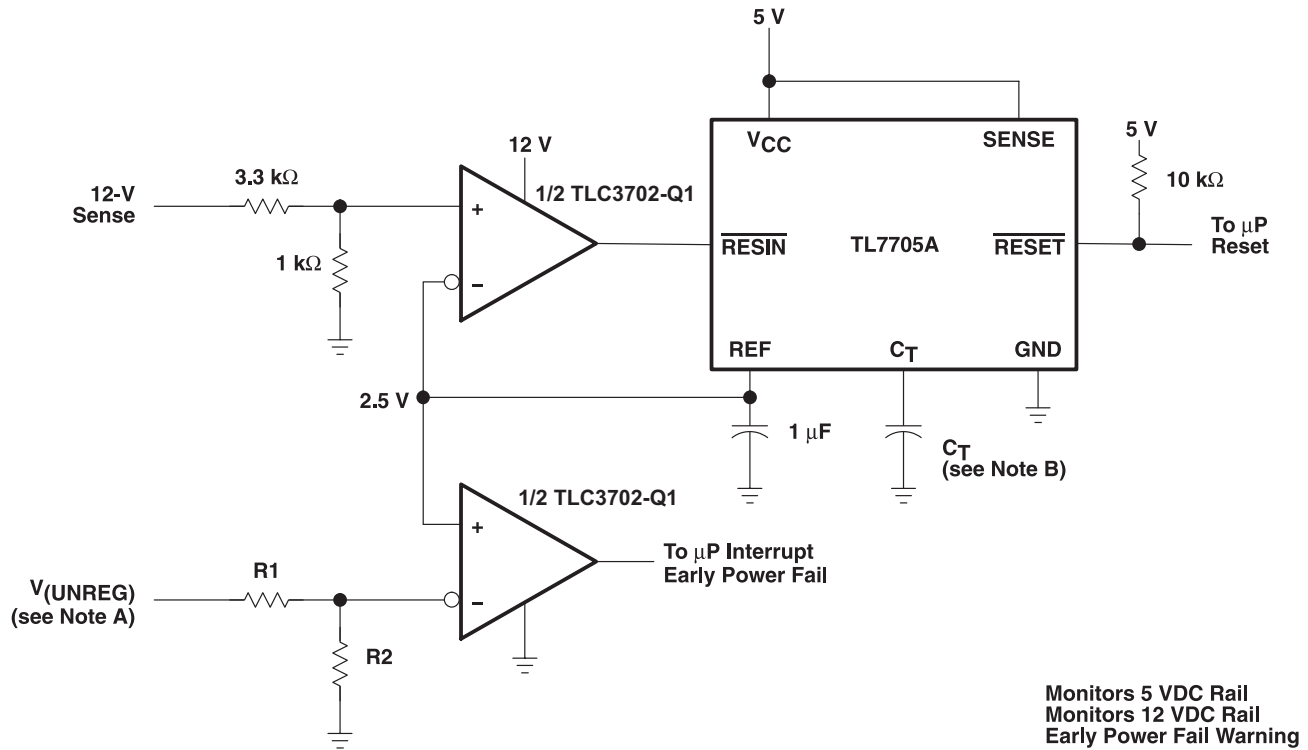 5 V
12 V
VCC
SENSE
5 V
3.3 kΩ
1/2 TLC3702-Q1
10 kΩ
12-V
Sense
+
1 kΩ
–
RESIN
TL7705A
RESET
To μP
Reset
REF
CT
GND
2.5 V
1 μF
CT
(see Note B)
1/2 TLC3702-Q1
+
To μP Interrupt
Early Power Fail
V(UNREG)
(see Note A)
R1
–
R2
Monitors 5 VDC Rail
Monitors 12 VDC Rail
Early Power Fail Warning